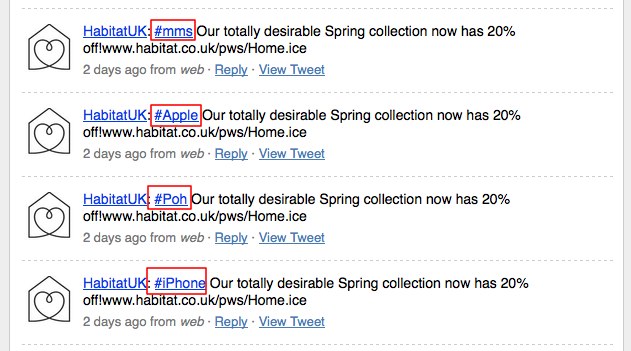 HabitatUK: #mms Our totally desirable Spring collection now has 20%
off!www.habitat.co.uk/pws/Home.ice
2 days ago from web · Reply · View Tweet
HabitatUK: #Apple Our totally desirable Spring collection now has 20%
off!www.habitat.co.uk/pws/Home.ice
2 days ago from web · Reply · View Tweet
HabitatUK: #Poh Our totally desirable Spring collection now has 20%
off!www.habitat.co.uk/pws/Home.ice
2 days ago from web · Reply · View Tweet
HabitatUK: #iPhone Our totally desirable Spring collection now has 20%
off!www.habitat.co.uk/pws/Home.ice
2 days ago from web · Reply · View Tweet